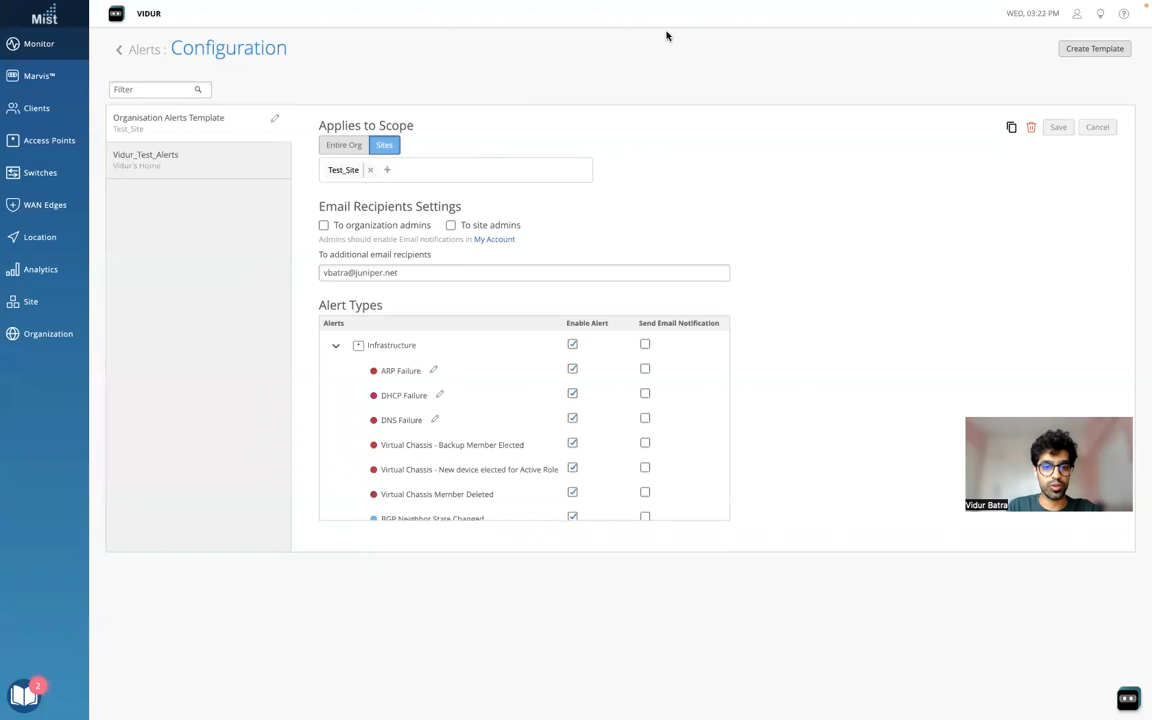 Mist
VIDUR
WED, 03:22 PM
Monitor
Marvis™
Clients
Access Points
Switches
WAN Edges
Location
Analytics
Site
Organization
2
Alerts : Configuration
Create Template
Filter
Organisation Alerts Template
Test_Site
Vidur_Test_Alerts
Vidur's Home
Applies to Scope
Entire Org Sites
Save Cancel
Test_Site × +
Email Recipients Settings
To organization admins To site admins
Admins should enable Email notifications in My Account
To additional email recipients
vbatra@juniper.net
Alert Types
Alerts Enable Alert Send Email Notification
Infrastructure
ARP Failure
DHCP Failure
DNS Failure
Virtual Chassis - Backup Member Elected
Virtual Chassis - New device elected for Active Role
Virtual Chassis Member Deleted
BGP Neighbor State Changed
Vidur Batra